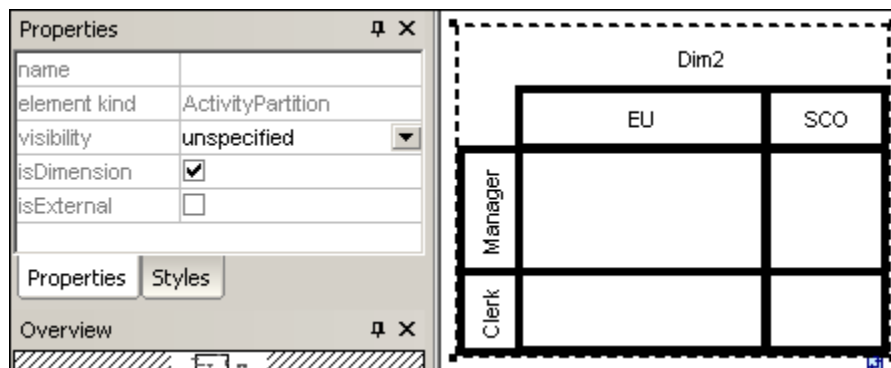 Properties
name
element kind ActivityPartition
visibility unspecified
isDimension
isExternal
Properties Styles
Overview
Dim2
EU SCO
Manager
Clerk